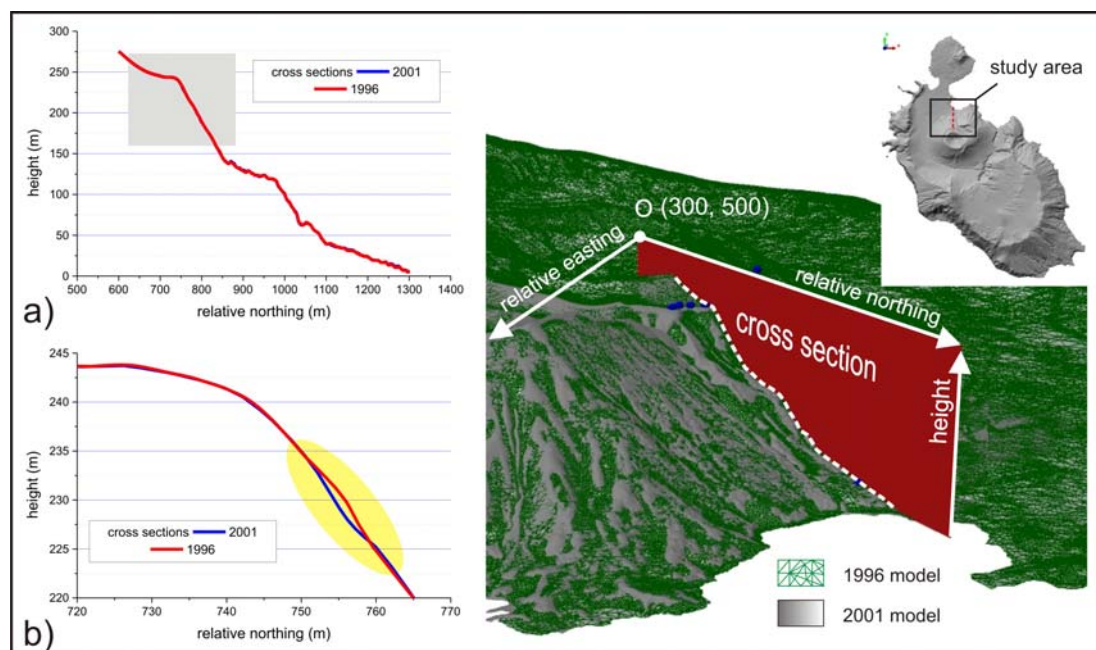 300
250
200
150
100
50
0
height (m)
cross sections 2001
1996
500 600 700 800 900 1000 1100 1200 1300 1400
relative northing (m)
a)
245
240
235
230
225
220
height (m)
cross sections 2001
1996
720 730 740 750 760 770
relative northing (m)
b)
study area
O (300, 500)
relative easting
relative northing
cross section
height
1996 model
2001 model